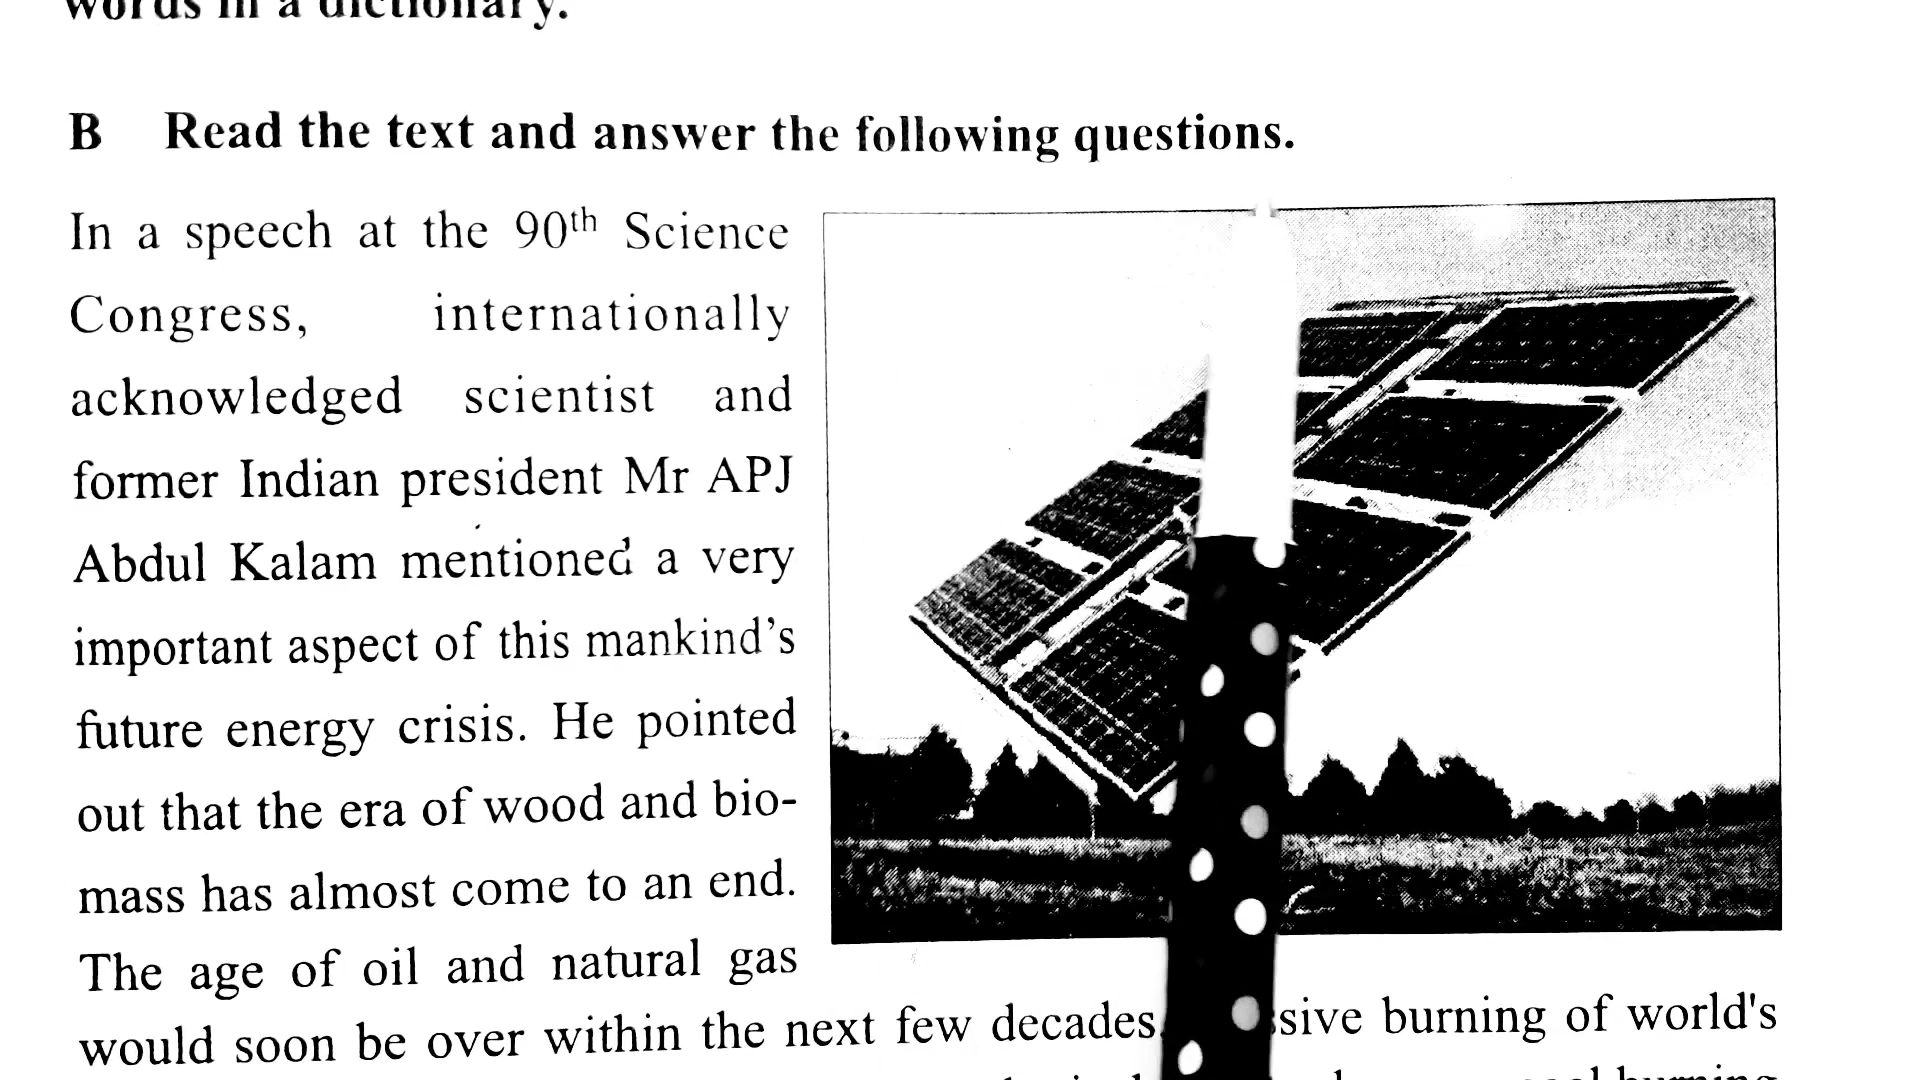 words in a dictionary.
B Read the text and answer the following questions.
In a speech at the 90th Science
Congress, internationally
acknowledged scientist and
former Indian president Mr APJ
Abdul Kalam mentioned a very
important aspect of this mankind's
future energy crisis. He pointed
out that the era of wood and bio-
mass has almost come to an end.
The age of oil and natural gas
would soon be over within the next few decades. burning of world's
burning